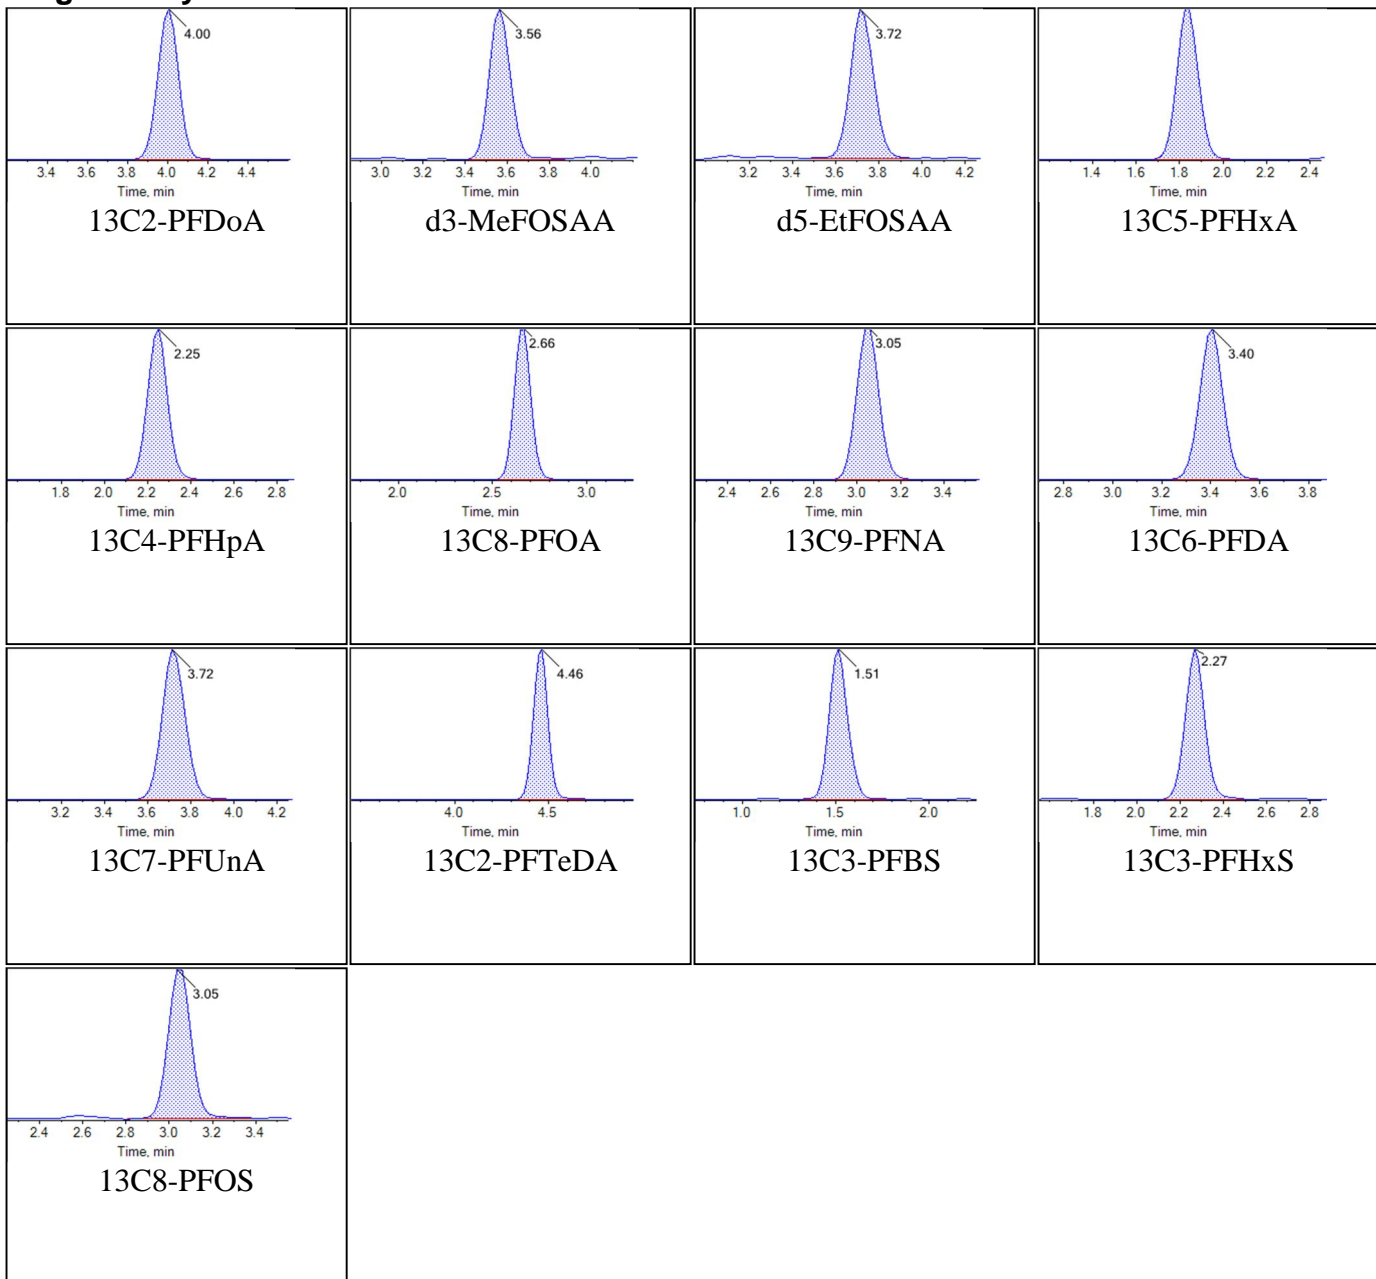 4.00
3.4 3.6 3.8 4.0 4.2 4.4
Time, min
13C2-PFDoA
3.56
3.0 3.2 3.4 3.6 3.8 4.0
Time, min
d3-MeFOSAA
3.72
3.2 3.4 3.6 3.8 4.0 4.2
Time, min
d5-EtFOSAA
1.4 1.6 1.8 2.0 2.2 2.4
Time, min
13C5-PFHxA
2.25
1.8 2.0 2.2 2.4 2.6 2.8
Time, min
13C4-PFHpA
2.66
2.0 2.5 3.0
Time, min
13C8-PFOA
3.05
2.4 2.6 2.8 3.0 3.2 3.4
Time, min
13C9-PFNA
3.40
2.8 3.0 3.2 3.4 3.6 3.8
Time, min
13C6-PFDA
3.72
3.2 3.4 3.6 3.8 4.0 4.2
Time, min
13C7-PFUnA
4.46
4.0 4.5
Time, min
13C2-PFTeDA
1.51
1.0 1.5 2.0
Time, min
13C3-PFBS
2.27
1.8 2.0 2.2 2.4 2.6 2.8
Time, min
13C3-PFHxS
3.05
2.4 2.6 2.8 3.0 3.2 3.4
Time, min
13C8-PFOS